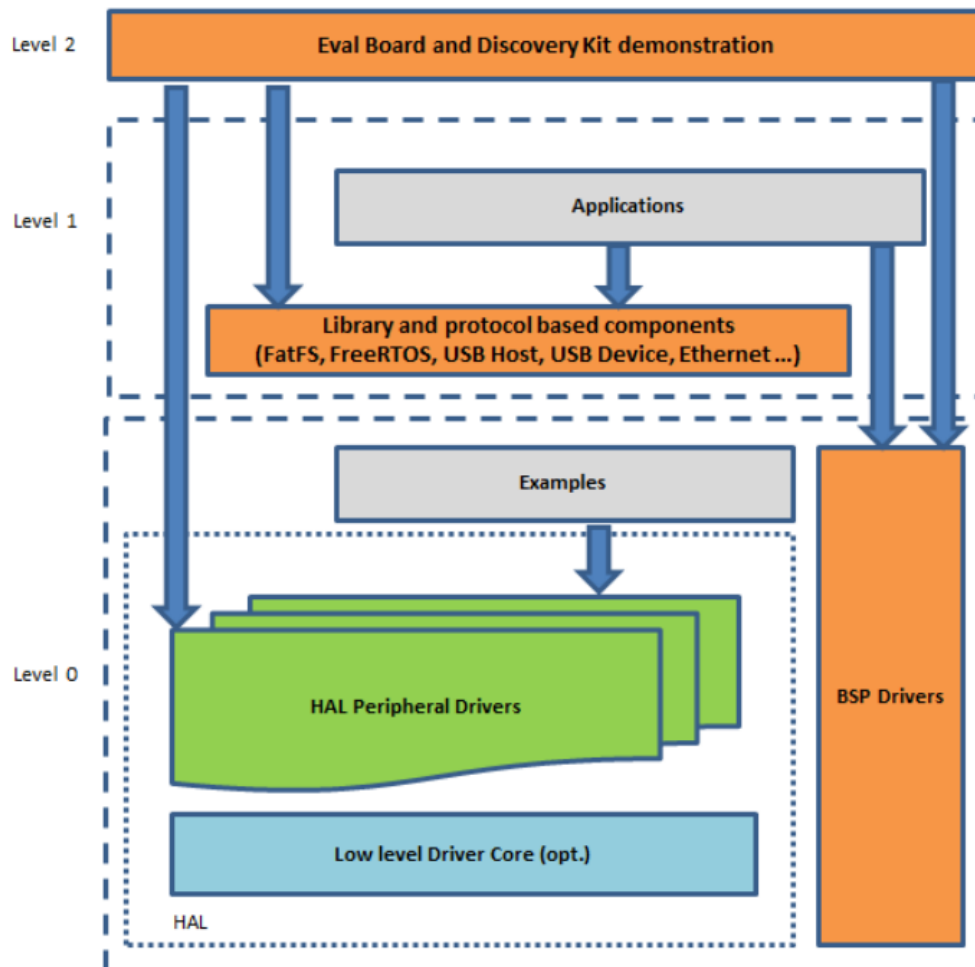 Level 2
Eval Board and Discovery Kit demonstration
Level 1
Applications
Library and protocol based components
(FatFS, FreeRTOS, USB Host, USB Device, Ethernet ...)
Examples
Level 0
HAL Peripheral Drivers
BSP Drivers
Low level Driver Core (opt.)
HAL